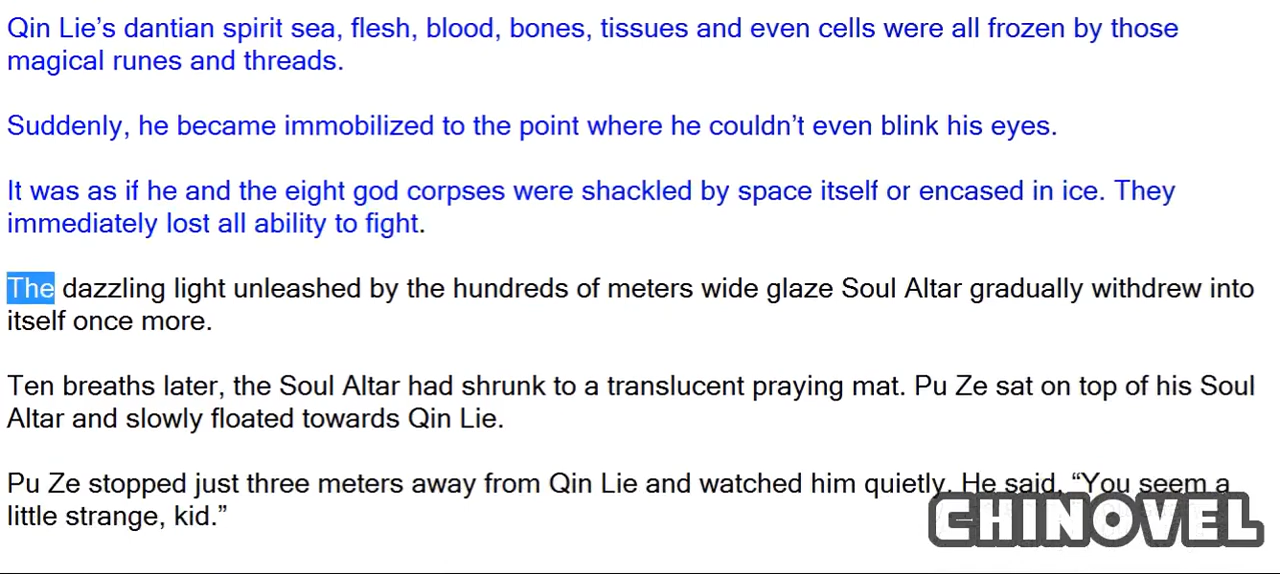 Qin Lie’s dantian spirit sea, flesh, blood, bones, tissues and even cells were all frozen by those
magical runes and threads.
Suddenly, he became immobilized to the point where he couldn’t even blink his eyes.
It was as if he and the eight god corpses were shackled by space itself or encased in ice. They
immediately lost all ability to fight.
The dazzling light unleashed by the hundreds of meters wide glaze Soul Altar gradually withdrew into
itself once more.
Ten breaths later, the Soul Altar had shrunk to a translucent praying mat. Pu Ze sat on top of his Soul
Altar and slowly floated towards Qin Lie.
Pu Ze stopped just three meters away from Qin Lie and watched him quietly. He said, “You seem a
little strange, kid.”
CHINOVEL